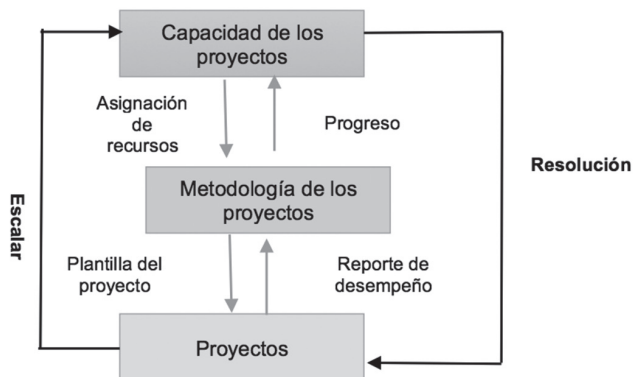 Capacidad de los
proyectos
Asignación
de
recursos
Progreso
Resolución
Metodología de los
proyectos
Escalar
Plantilla del
proyecto
Reporte de
desempeño
Proyectos